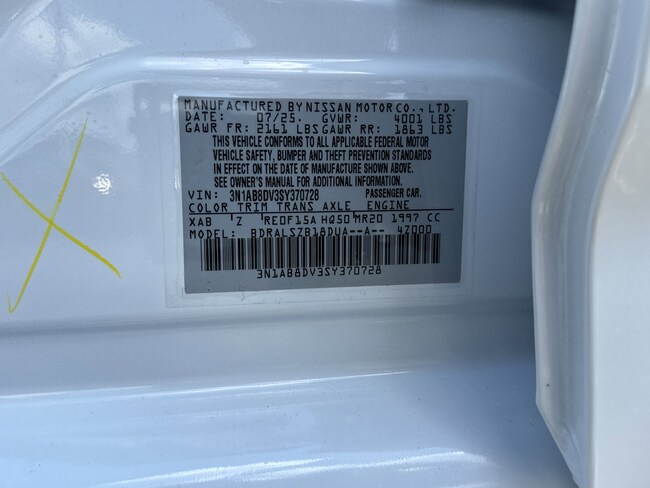 MANUFACTURED BY NISSAN MOTOR CO., LTD.
DATE: 07/25. GVWR: 4001 LBS
GAWR FR: 2161 LBS GAWR RR: 1863 LBS
THIS VEHICLE CONFORMS TO ALL APPLICABLE FEDERAL MOTOR
VEHICLE SAFETY, BUMPER AND THEFT PREVENTION STANDARDS
IN EFFECT ON THE DATE OF MANUFACTURE SHOWN ABOVE.
SEE OWNER'S MANUAL FOR ADDITIONAL INFORMATION.
VIN: 3N1AB8DV3SY370728 PASSENGER CAR.
COLOR TRIM TRANS AXLE ENGINE
XAB Z RE0F15A HQ50 MR20 1997 CC
MODEL: BDRALSZB18DUA--A-- 4Z000
3N1AB8DV3SY370728